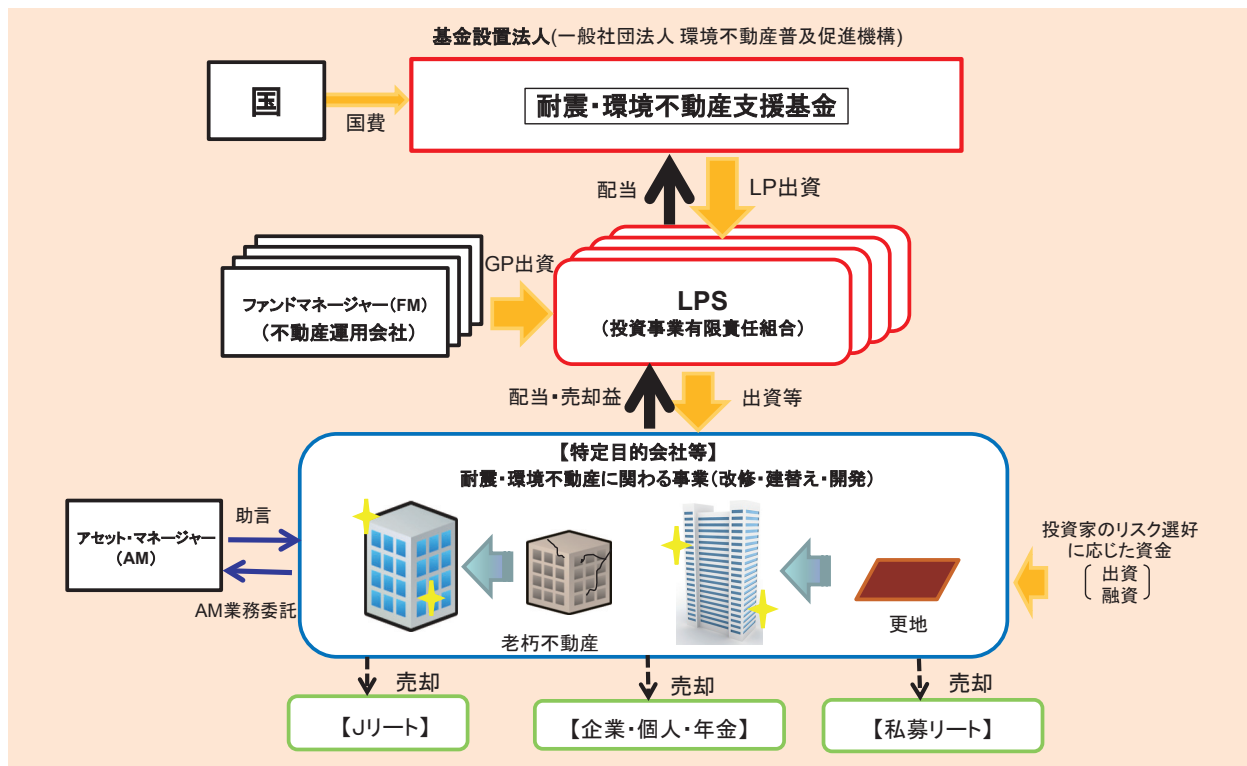 基金設置法人(一般社団法人 環境不動産普及促進機構)
国
国費
耐震・環境不動産支援基金
配当
LP出資
ファンドマネージャー(FM)
(不動産運用会社)
GP出資
LPS
(投資事業有限責任組合)
配当・売却益
出資等
【特定目的会社等】
耐震・環境不動産に関わる事業(改修・建替え・開発)
アセット・マネージャー
(AM)
助言
AM業務委託
老朽不動産
更地
投資家のリスク選好
に応じた資金
出資
融資
売却
売却
売却
【Jリート】
【企業・個人・年金】
【私募リート】